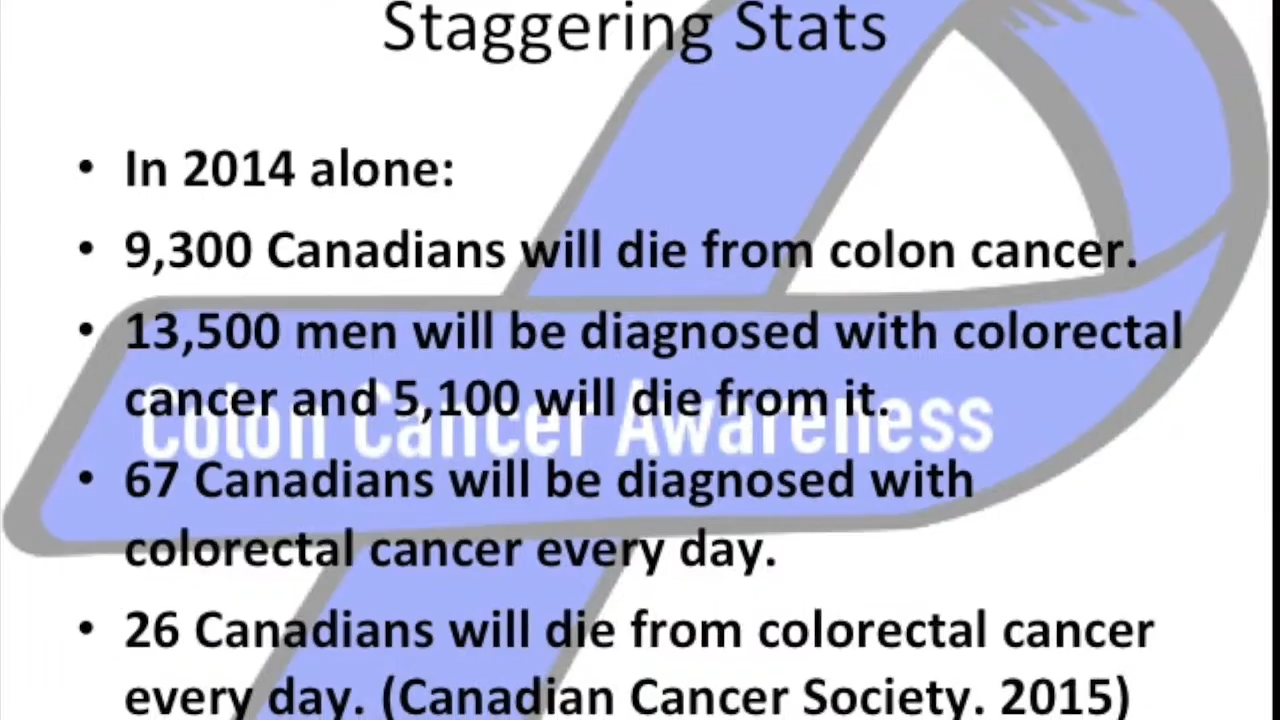 Staggering Stats
• In 2014 alone:
• 9,300 Canadians will die from colon cancer.
• 13,500 men will be diagnosed with colorectal
cancer and 5,100 will die from it.
Colon Cancer Awareness
• 67 Canadians will be diagnosed with
colorectal cancer every day.
• 26 Canadians will die from colorectal cancer
every day. (Canadian Cancer Society. 2015)